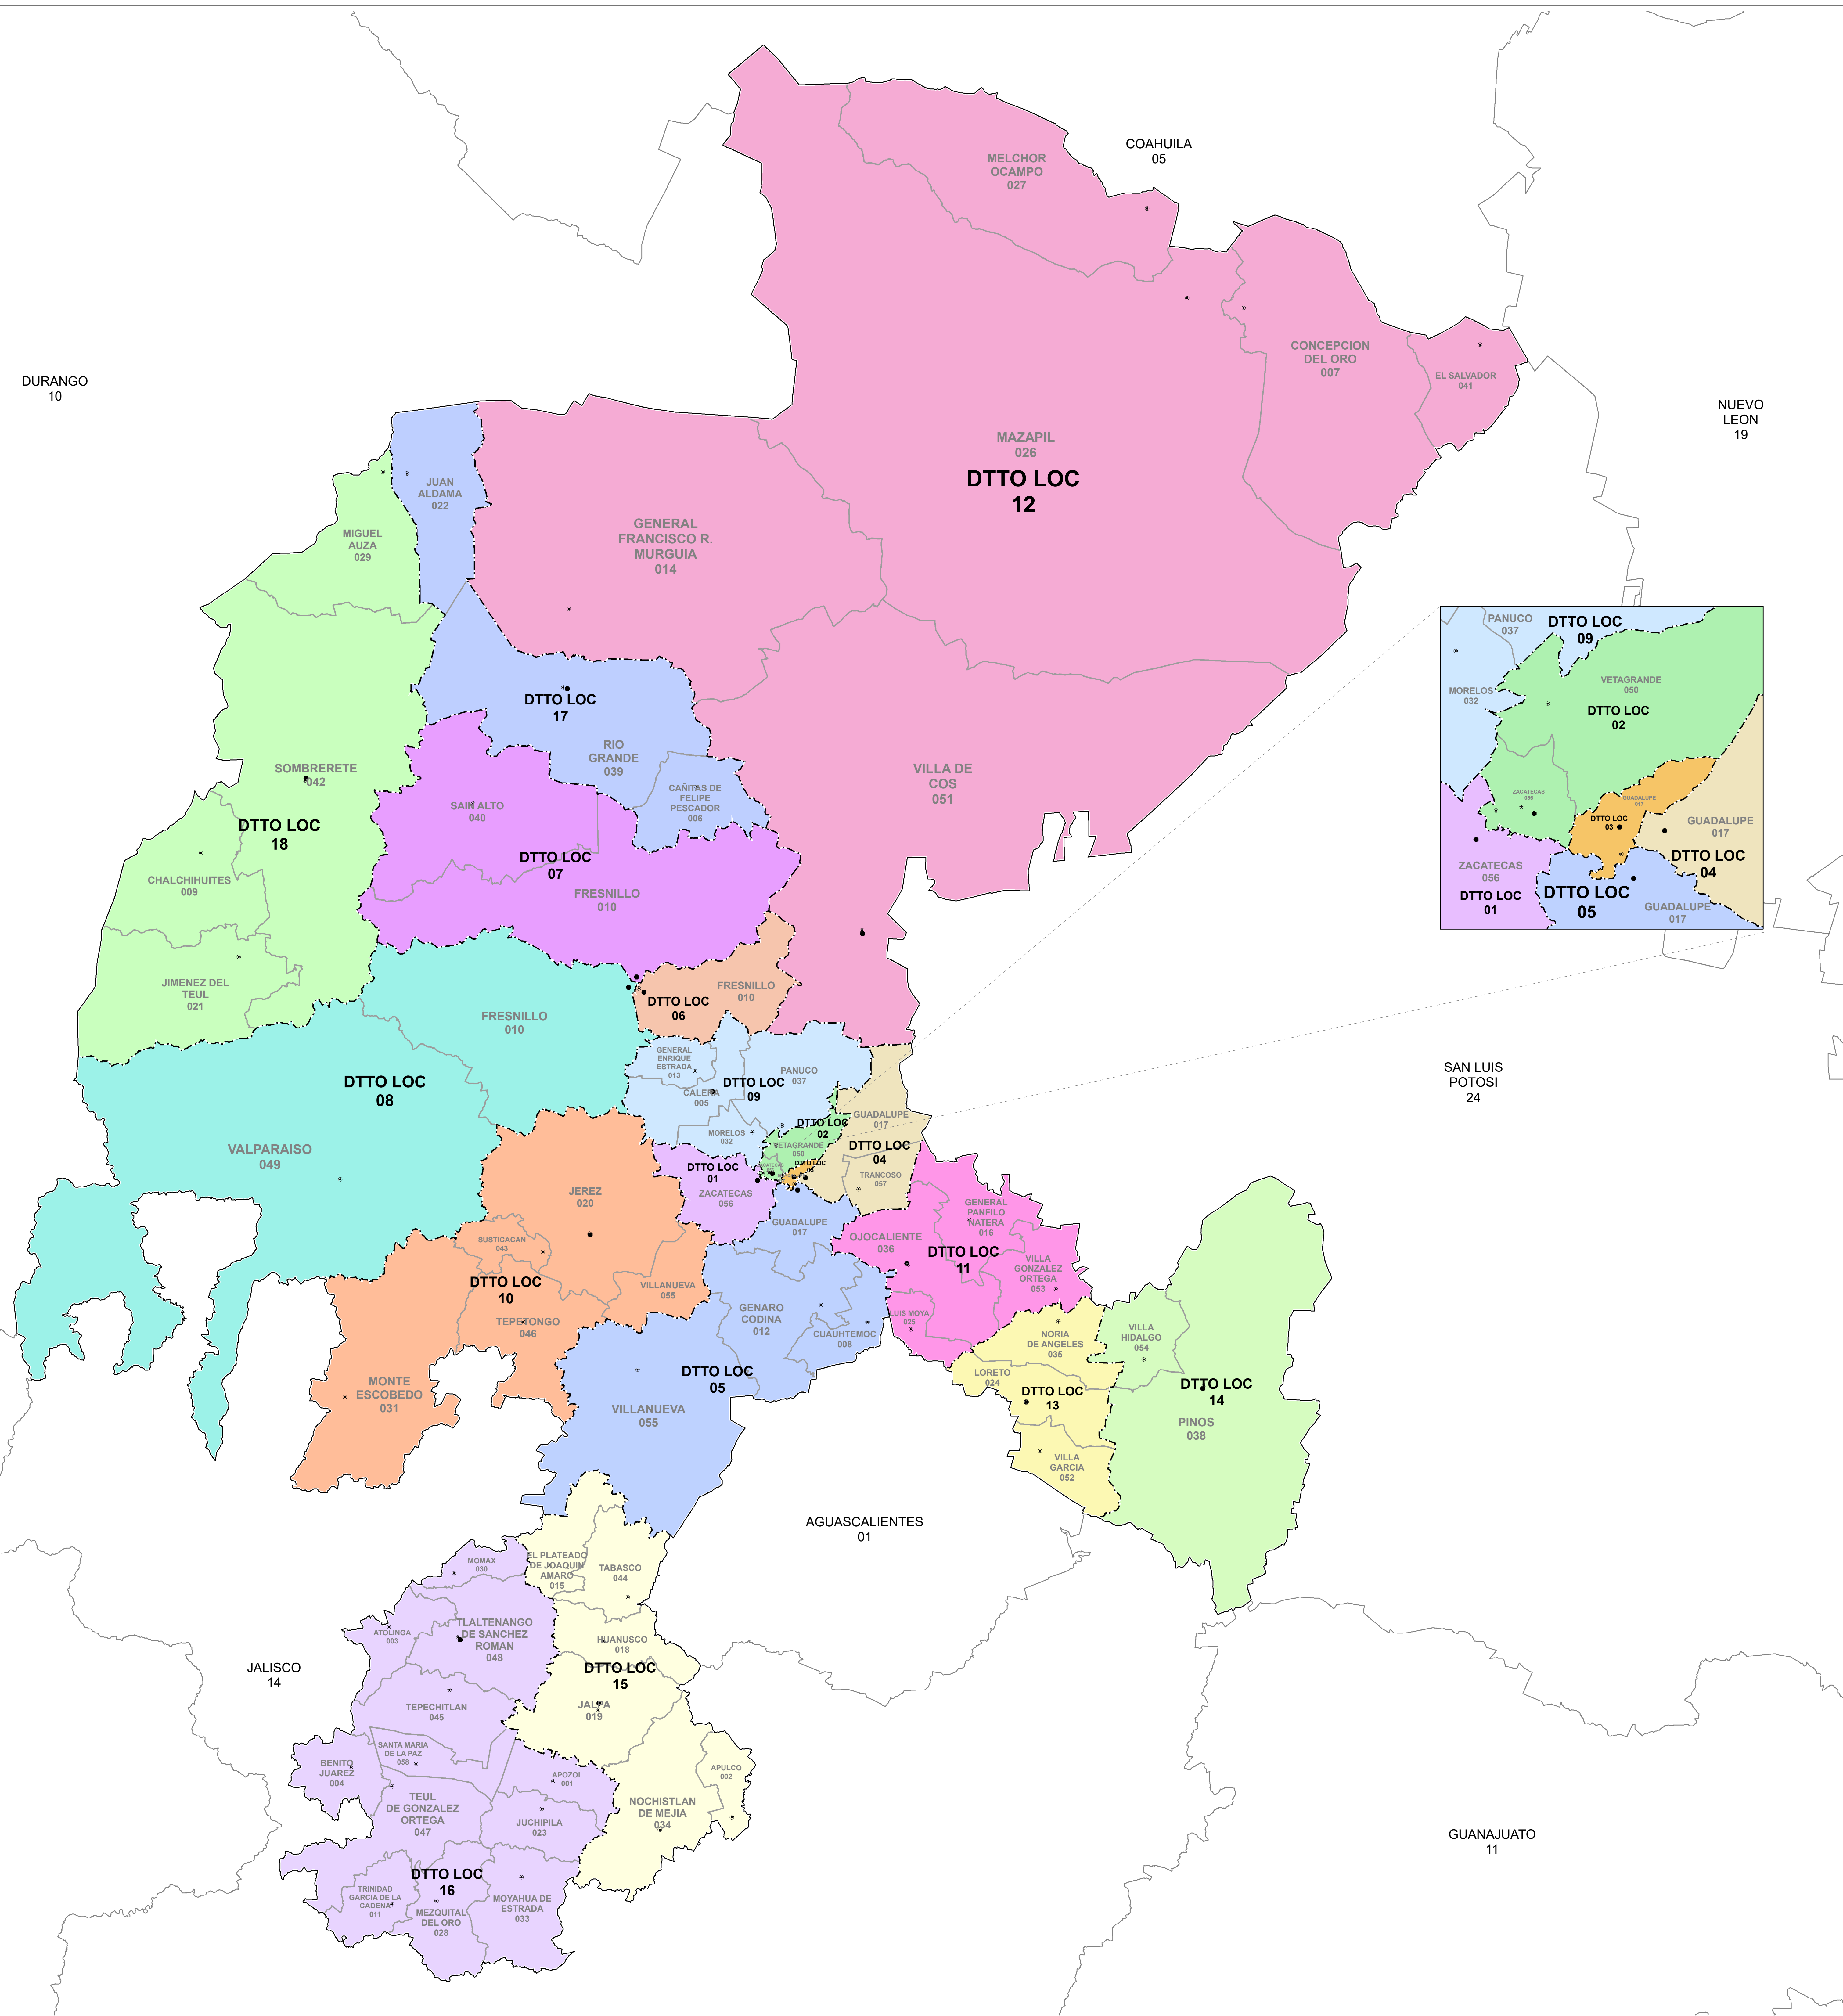 COAHUILA
05
MELCHOR
OCAMPO
027
CONCEPCION
DEL ORO
007
EL SALVADOR
041
DURANGO
10
NUEVO
LEON
19
MAZAPIL
026
DTTO LOC
12
JUAN
ALDAMA
022
MIGUEL
AUZA
029
GENERAL
FRANCISCO R.
MURGUIA
014
PANUCO
037
DTTO LOC
09
MORELOS
032
VETAGRANDE
050
DTTO LOC
02
ZACATECAS
056
GUADALUPE
017
DTTO LOC
03
GUADALUPE
017
DTTO LOC
04
ZACATECAS
056
DTTO LOC
01
DTTO LOC
05
GUADALUPE
017
DTTO LOC
17
RIO
GRANDE
039
SOMBRERETE
042
CAÑITAS DE
FELIPE
PESCADOR
006
VILLA DE
COS
051
SAIN ALTO
040
DTTO LOC
18
DTTO LOC
07
FRESNILLO
010
CHALCHIHUITES
009
JIMENEZ DEL
TEUL
021
FRESNILLO
010
DTTO LOC
06
FRESNILLO
010
GENERAL
ENRIQUE
ESTRADA
013
PANUCO
037
DTTO LOC
09
CALERA
005
DTTO LOC
08
SAN LUIS
POTOSI
24
GUADALUPE
017
DTTO LOC
02
MORELOS
032
VETAGRANDE
050
DTTO LOC
04
VALPARAISO
049
DTTO LOC
01
ZACATECAS
056
DTTO LOC
03
TRANCOSO
057
JEREZ
020
GUADALUPE
017
GENERAL
PANFILO
NATERA
016
OJOCALIENTE
036
DTTO LOC
11
SUSTICACAN
043
VILLA
GONZALEZ
ORTEGA
053
DTTO LOC
10
VILLANUEVA
055
GENARO
CODINA
012
LUIS MOYA
025
TEPETONGO
046
CUAUHTEMOC
008
NORIA
DE ANGELES
035
VILLA
HIDALGO
054
MONTE
ESCOBEDO
031
DTTO LOC
05
LORETO
024
DTTO LOC
13
DTTO LOC
14
VILLANUEVA
055
PINOS
038
VILLA
GARCIA
052
AGUASCALIENTES
01
MOMAX
030
EL PLATEADO
DE JOAQUIN
AMARO
015
TABASCO
044
ATOLINGA
003
TLALTENANGO
DE SANCHEZ
ROMAN
048
HUANUSCO
018
JALISCO
14
DTTO LOC
15
TEPECHITLAN
045
JALPA
019
SANTA MARIA
DE LA PAZ
058
BENITO
JUAREZ
004
APOZOL
001
APULCO
002
TEUL
DE GONZALEZ
ORTEGA
047
NOCHISTLAN
DE MEJIA
034
JUCHIPILA
023
GUANAJUATO
11
DTTO LOC
16
TRINIDAD
GARCIA DE LA
CADENA
011
MEZQUITAL
DEL ORO
028
MOYAHUA DE
ESTRADA
033